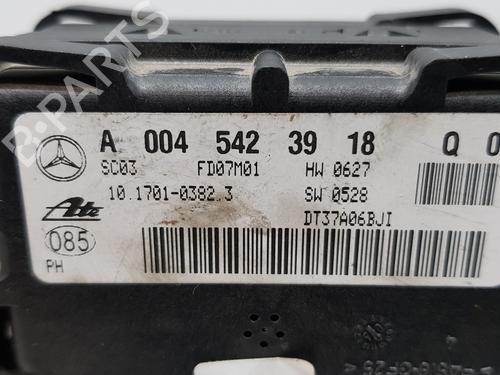 A 004 542 39 18 Q 0
SC03 FD07M01 HW 0627
10.1701-0382.3 SW 0528
Ate DT37A06BJI
085
PH
B-PARTS